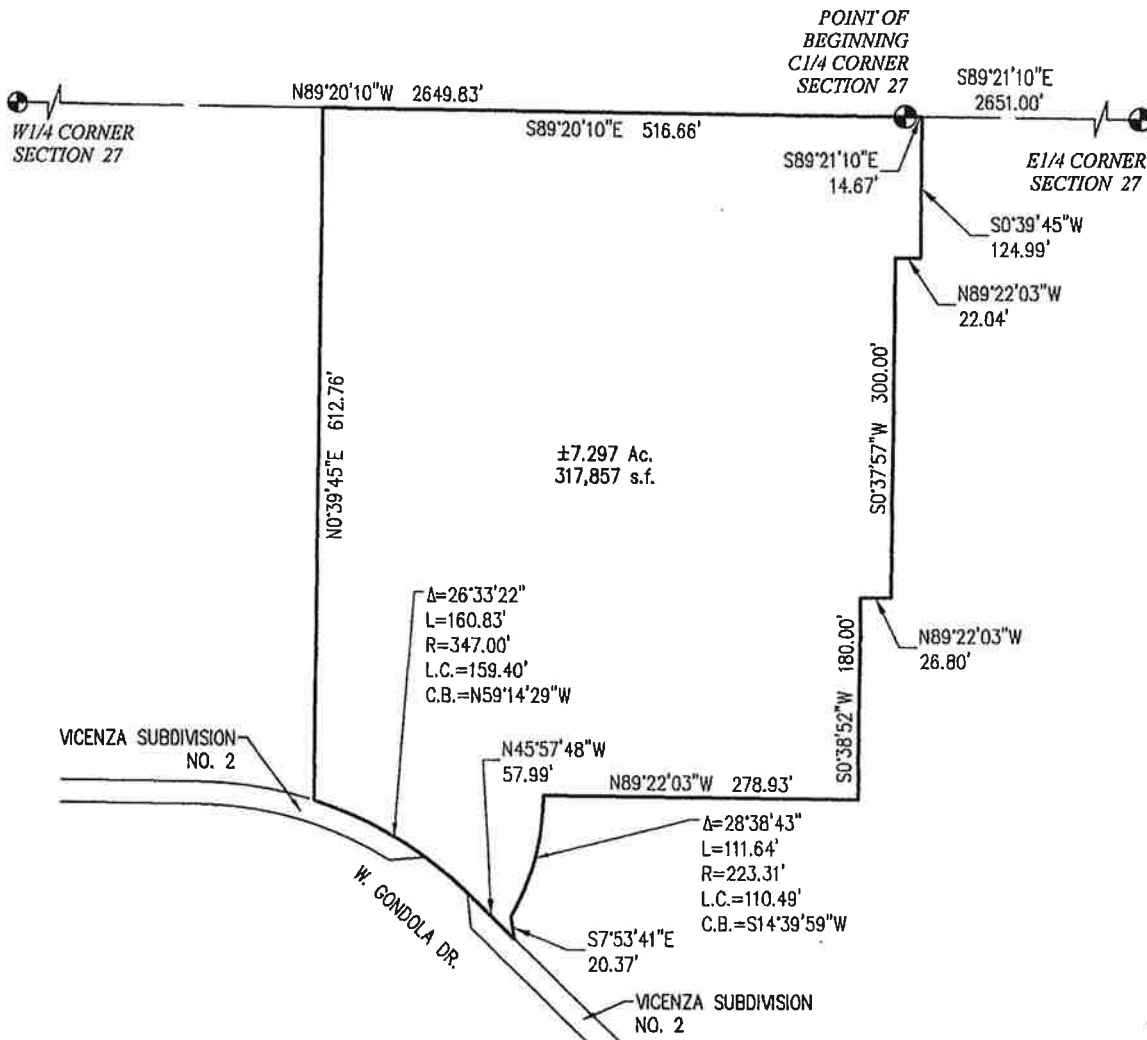 POINT OF
BEGINNING
C1/4 CORNER
SECTION 27
S89°21'10"E
2651.00'
N89°20'10"W 2649.83'
S89°20'10"E 516.66'
W1/4 CORNER
SECTION 27
S89°21'10"E
14.67'
E1/4 CORNER
SECTION 27
S0°39'45"W
124.99'
N89°22'03"W
22.04'
S0°37'57"W 300.00'
N0°39'45"E 612.76'
±7.297 Ac.
317,857 s.f.
Δ=26°33'22"
L=160.83'
R=347.00'
L.C.=159.40'
C.B.=N59°14'29"W
N89°22'03"W
26.80'
S0°38'52"W 180.00'
VICENZA SUBDIVISION
NO. 2
N45°57'48"W
57.99'
N89°22'03"W 278.93'
Δ=28°38'43"
L=111.64'
R=223.31'
L.C.=110.49'
C.B.=S14°39'59"W
W. GONDOLA DR.
S7°53'41"E
20.37'
VICENZA SUBDIVISION
NO. 2